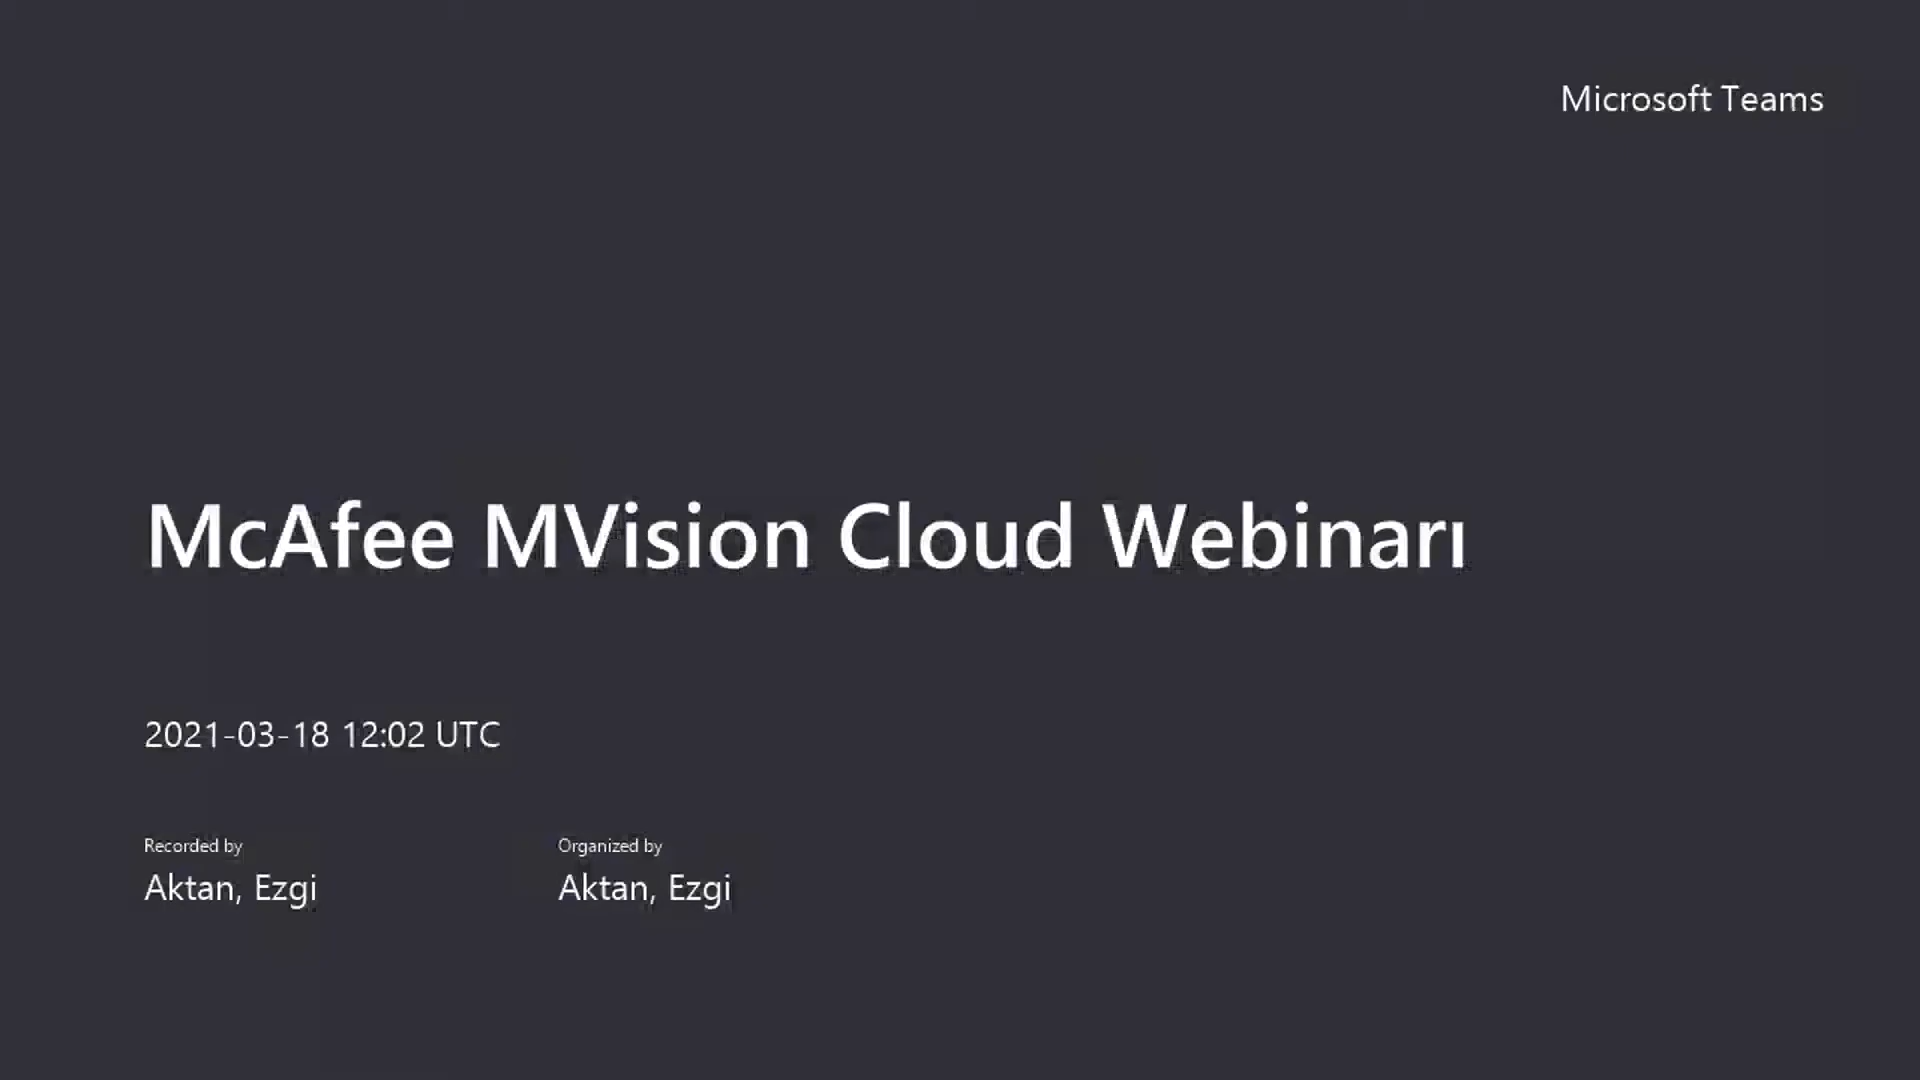 Microsoft Teams
McAfee MVision Cloud Webinarı
2021-03-18 12:02 UTC
Recorded by
Aktan, Ezgi
Organized by
Aktan, Ezgi